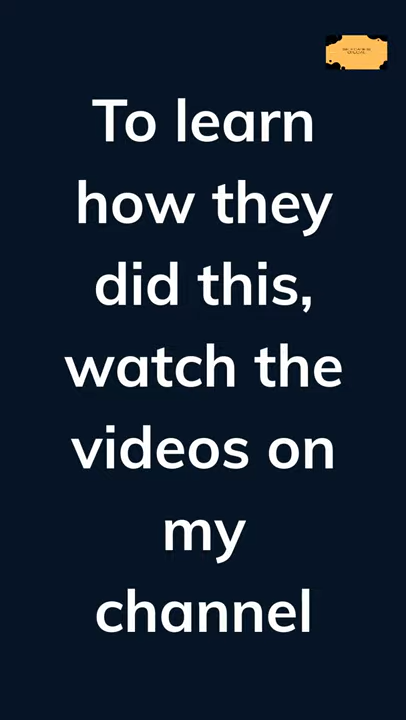 To learn
how they
did this,
watch the
videos on
my
channel